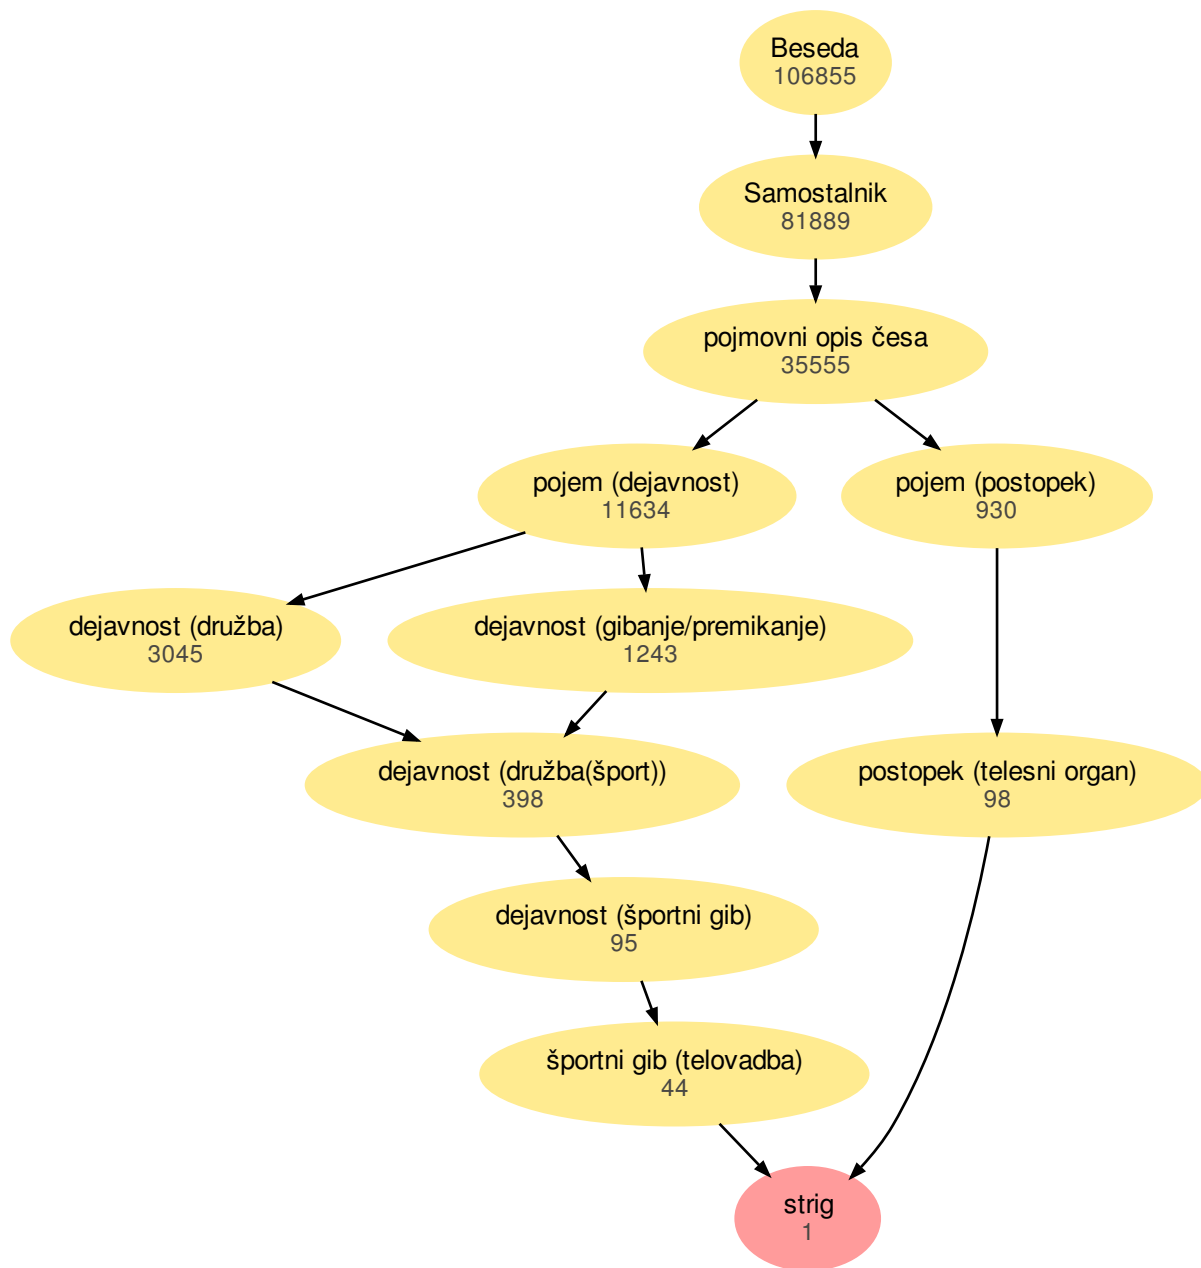 Beseda
106855
Samostalnik
81889
pojmovni opis česa
35555
pojem (dejavnost)
11634
pojem (postopek)
930
dejavnost (družba)
3045
dejavnost (gibanje/premikanje)
1243
dejavnost (družba(šport))
398
postopek (telesni organ)
98
dejavnost (športni gib)
95
športni gib (telovadba)
44
strig
1